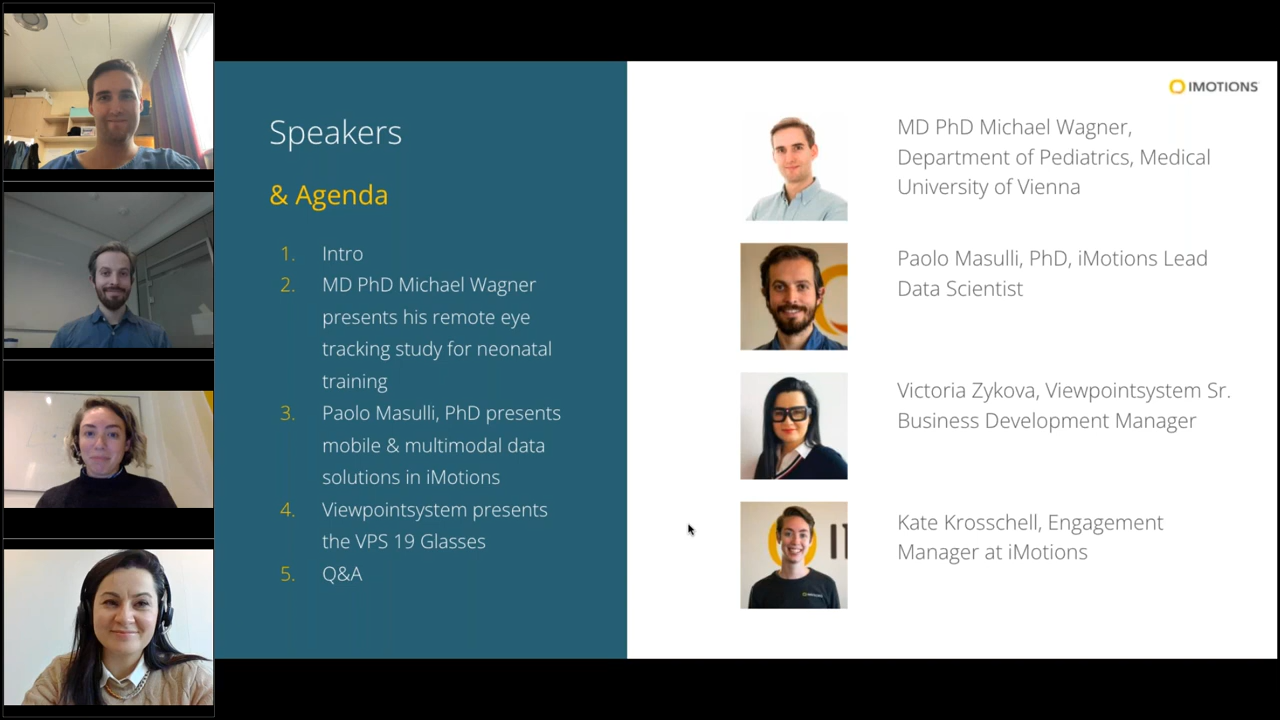 IMOTIONS
Speakers
& Agenda
1. Intro
2. MD PhD Michael Wagner
presents his remote eye
tracking study for neonatal
training
3. Paolo Masulli, PhD presents
mobile & multimodal data
solutions in iMotions
4. Viewpointsystem presents
the VPS 19 Glasses
5. Q&A
MD PhD Michael Wagner,
Department of Pediatrics, Medical
University of Vienna
Paolo Masulli, PhD, iMotions Lead
Data Scientist
Victoria Zykova, Viewpointsystem Sr.
Business Development Manager
Kate Krosschell, Engagement
Manager at iMotions